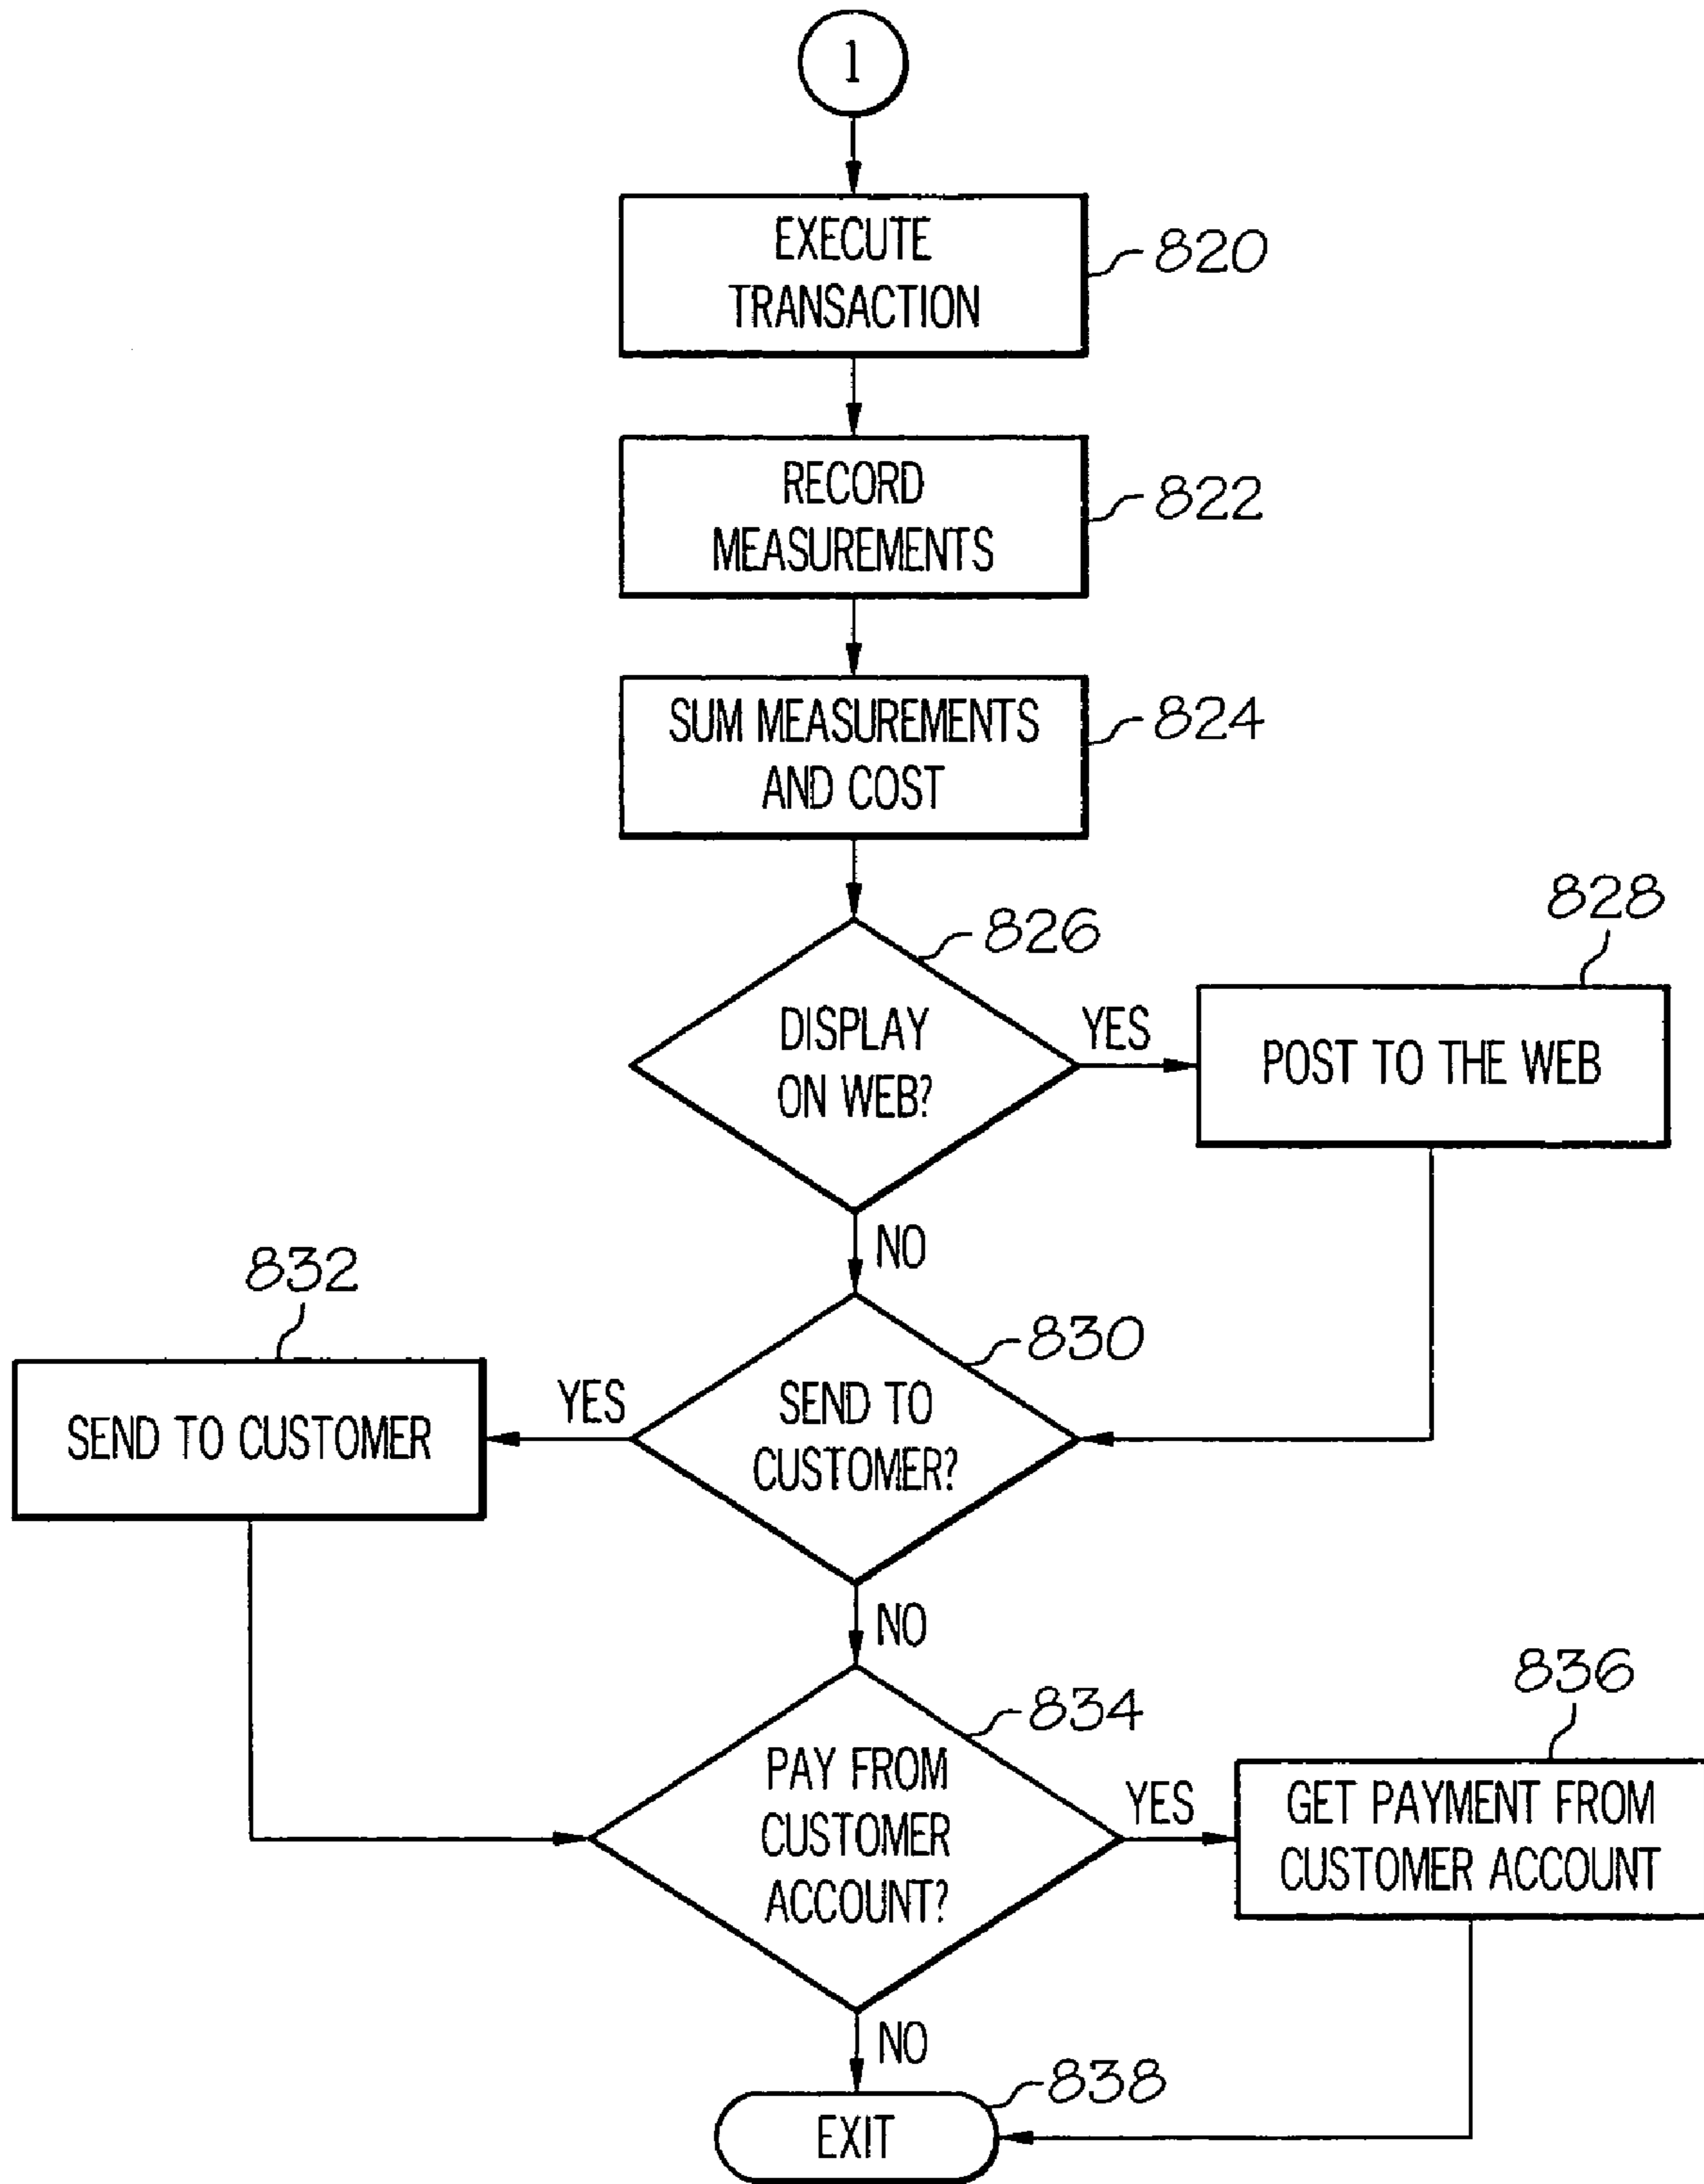 1
EXECUTE
TRANSACTION
820
RECORD
MEASUREMENTS
822
SUM MEASUREMENTS
AND COST
824
826
DISPLAY
ON WEB?
YES
828
POST TO THE WEB
NO
830
SEND TO
CUSTOMER?
YES
832
SEND TO CUSTOMER
NO
834
PAY FROM
CUSTOMER
ACCOUNT?
YES
836
GET PAYMENT FROM
CUSTOMER ACCOUNT
NO
838
EXIT